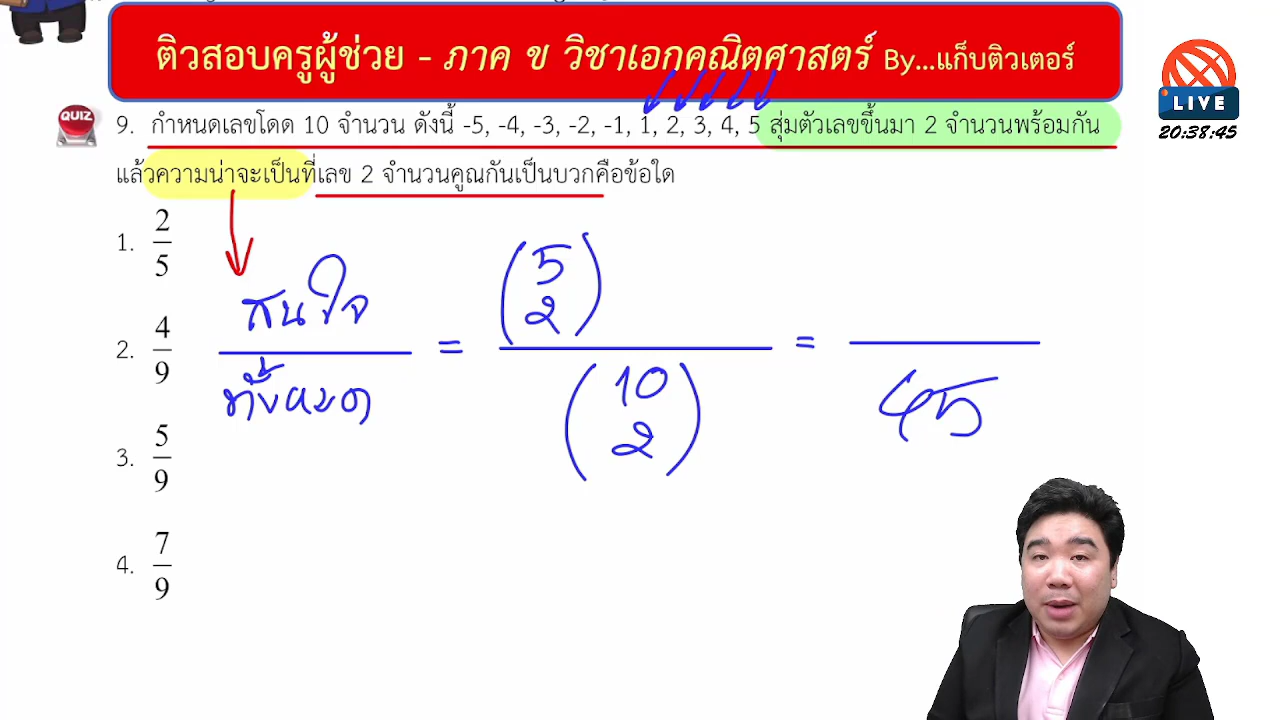 ติวสอบครูผู้ช่วย - ภาค ข วิชาเอกคณิตศาสตร์ By...แก็บติวเตอร์
LIVE
20:38:45
QUIZ
9. กำหนดเลขโดด 10 จำนวน ดังนี้ -5, -4, -3, -2, -1, 1, 2, 3, 4, 5 สุ่มตัวเลขขึ้นมา 2 จำนวนพร้อมกัน
แล้วความน่าจะเป็นที่เลข 2 จำนวนคูณกันเป็นบวกคือข้อใด
1. 2/5
2. 4/9
3. 5/9
4. 7/9
สนใจ
ทั้งหมด
=
(5
2)
(10
2)
=
45